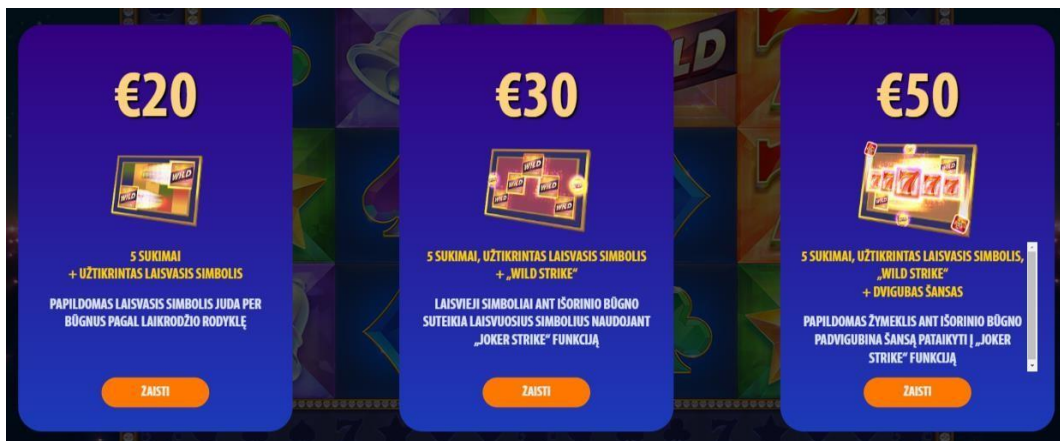 €20
WILD
WILD
5 SUKIMAI
+ UŽTIKRINTAS LAISVASIS SIMBOLIS
PAPILDOMAS LAISVASIS SIMBOLIS JUDA PER
BŪGNUS PAGAL LAIKRODŽIO RODYKLĘ
ŽAISTI
€30
WILD
WILD
WILD
WILD
WILD
5 SUKIMAI, UŽTIKRINTAS LAISVASIS SIMBOLIS
+ „WILD STRIKE“
LAISVIEJI SIMBOLIAI ANT IŠORINIO BŪGNO
SUTEIKIA LAISVUOSIUS SIMBOLIUS NAUDOJANT
„JOKER STRIKE“ FUNKCIJĄ
ŽAISTI
WILD
€50
7 7 7 7 7
WILD
5 SUKIMAI, UŽTIKRINTAS LAISVASIS SIMBOLIS,
„WILD STRIKE“
+ DVIGUBAS ŠANSAS
PAPILDOMAS ŽYMEKLIS ANT IŠORINIO BŪGNO
PADVIGUBINA ŠANSĄ PATAIKYTI Į „JOKER
STRIKE“ FUNKCIJĄ
ŽAISTI